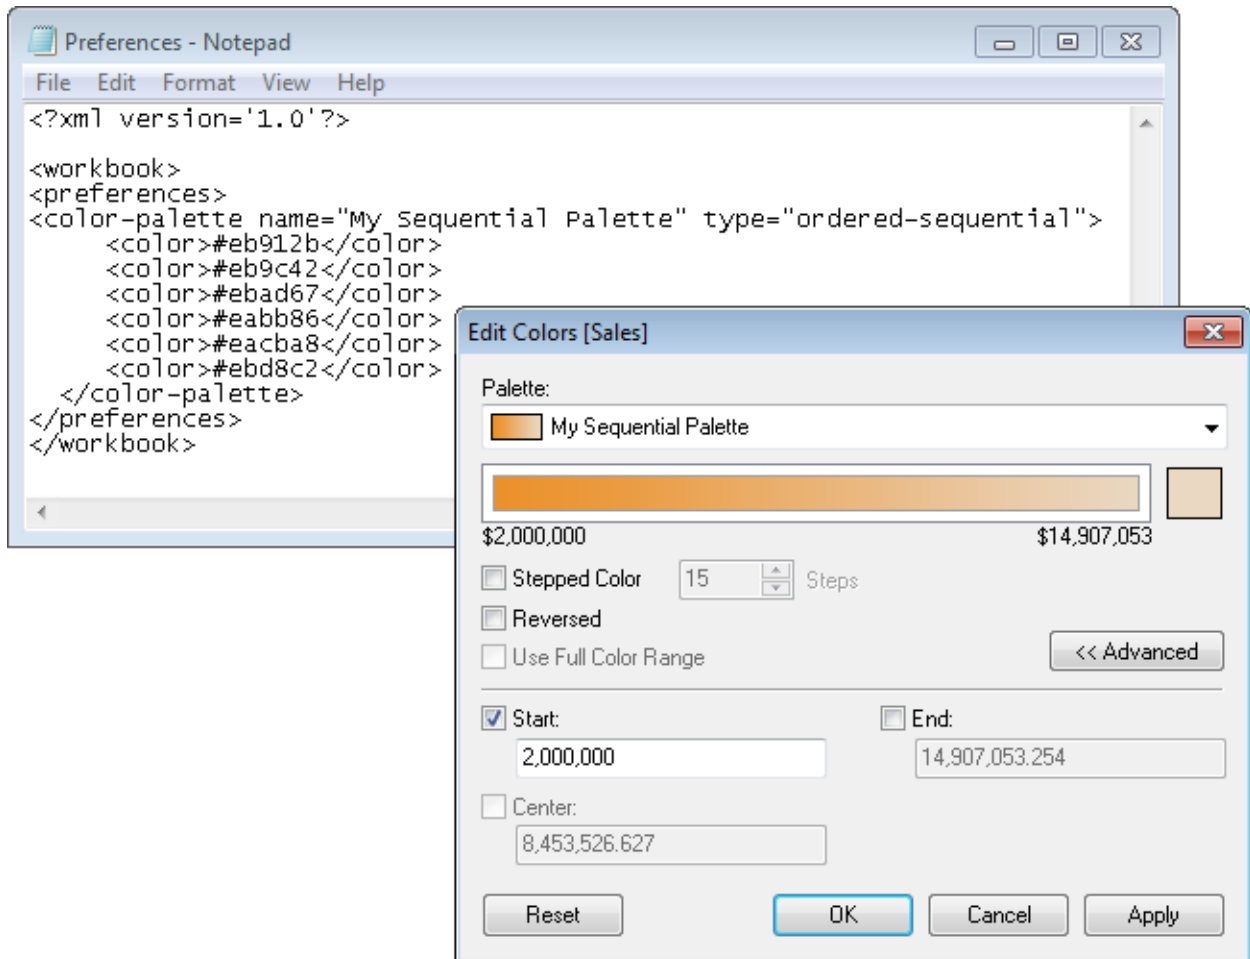 Preferences - Notepad
File Edit Format View Help
<?xml version='1.0'?>
<workbook>
<preferences>
<color-palette name="My Sequential Palette" type="ordered-sequential">
<color>#eb912b</color>
<color>#eb9c42</color>
<color>#ebad67</color>
<color>#eabb86</color>
<color>#eacba8</color>
<color>#ebd8c2</color>
</color-palette>
</preferences>
</workbook>
Edit Colors [Sales]
Palette:
My Sequential Palette
$2,000,000 $14,907,053
Stepped Color 15 Steps
Reversed
Use Full Color Range
<< Advanced
Start: End:
2,000,000 14,907,053.254
Center:
8,453,526.627
Reset OK Cancel Apply